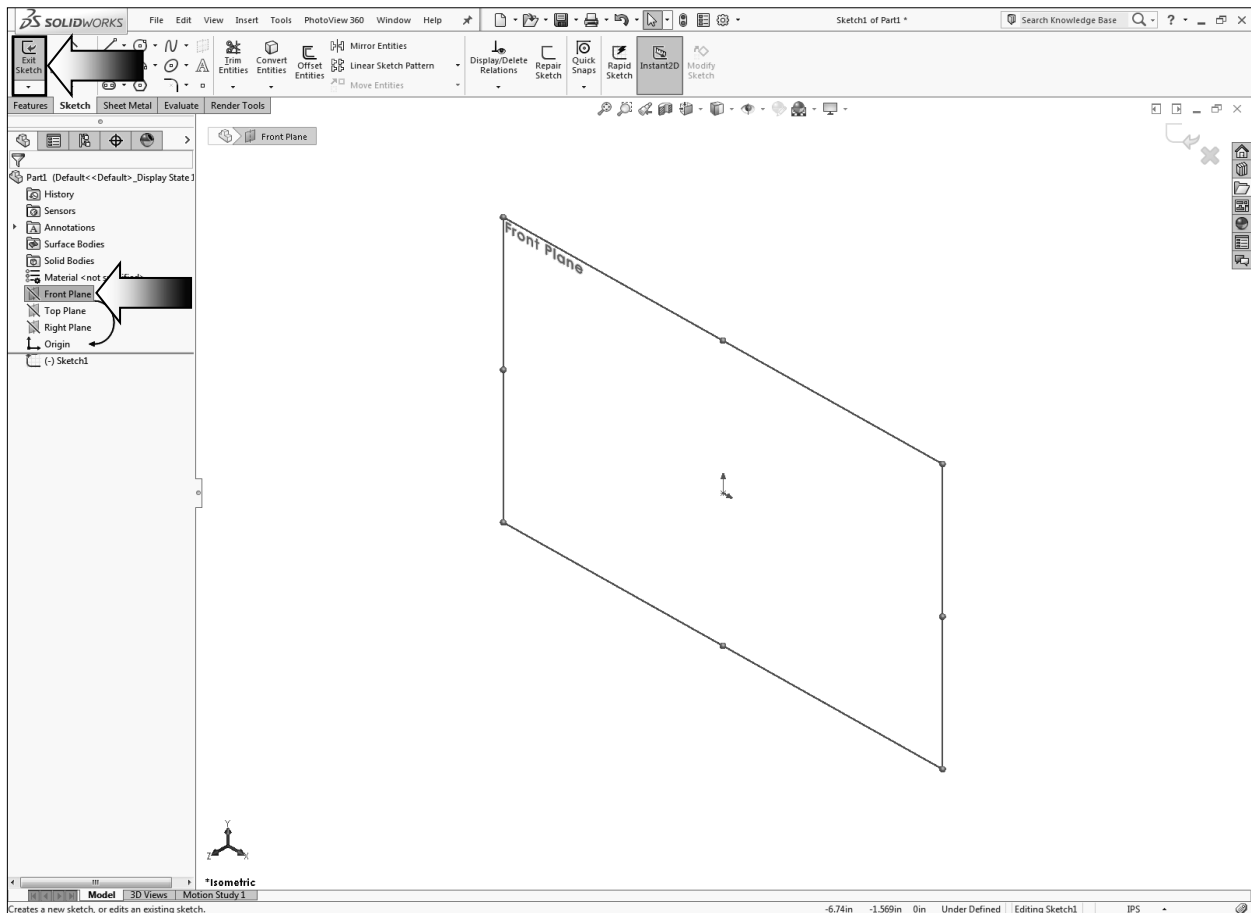 SOLIDWORKS File Edit View Insert Tools PhotoView 360 Window Help Sketch1 of Part1 * Search Knowledge Base ?
Exit Sketch
Trim Entities
Convert Entities
Offset Entities
Mirror Entities
Linear Sketch Pattern
Move Entities
Display/Delete Relations
Repair Sketch
Quick Snaps
Rapid Sketch
Instant2D
Modify Sketch
Features Sketch Sheet Metal Evaluate Render Tools
Front Plane
Part1 (Default<<Default>_Display State 1
History
Sensors
Annotations
Surface Bodies
Solid Bodies
Material <not
Front Plane
Top Plane
Right Plane
Origin
(-) Sketch1
Front Plane
Y
Z X
*Isometric
Model 3D Views Motion Study 1
Creates a new sketch, or edits an existing sketch. -6.74in -1.569in 0in Under Defined Editing Sketch1 IPS